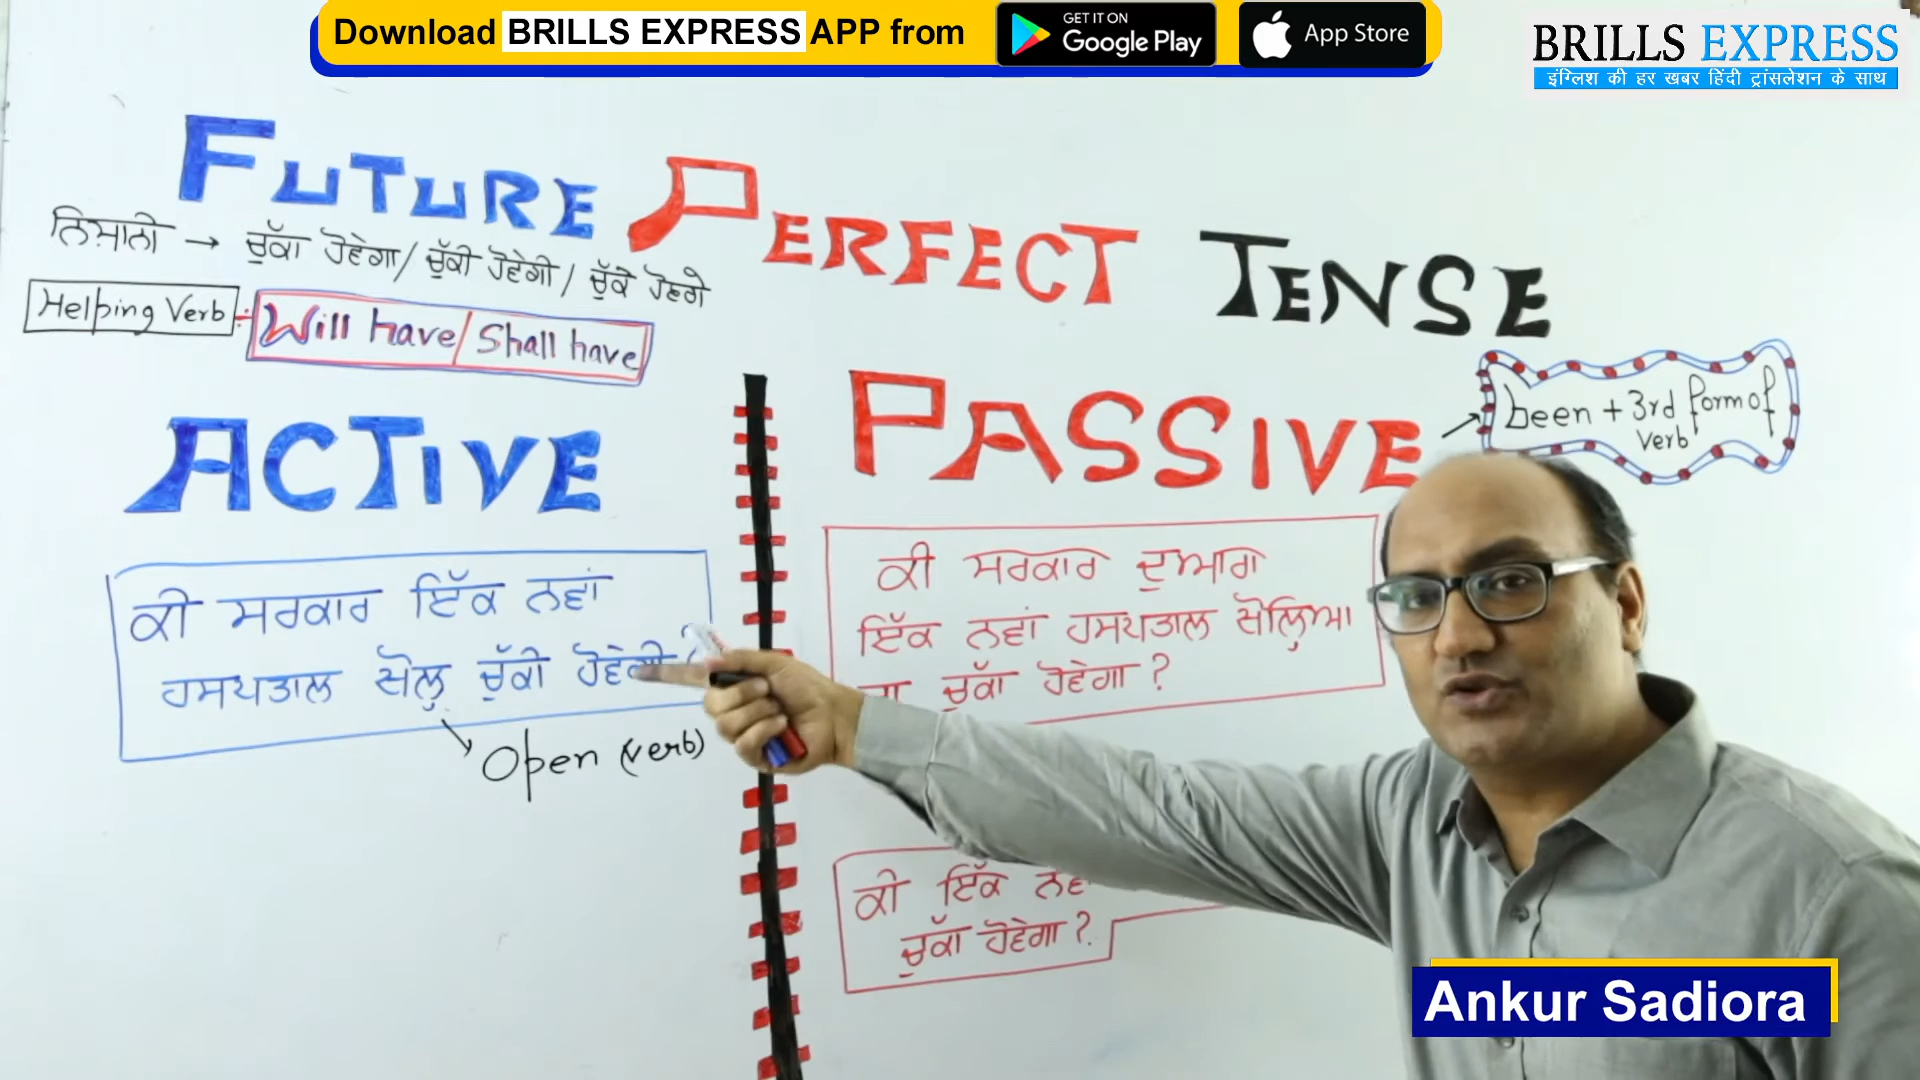 Download BRILLS EXPRESS APP from
GET IT ON
Google Play
App Store
BRILLS EXPRESS
इंग्लिश की हर खबर हिंदी ट्रांसलेशन के साथ
FUTURE PERFECT TENSE
ਨਿਸ਼ਾਨੀ → ਚੁੱਕਾ ਹੋਵੇਗਾ/ ਚੁੱਕੀ ਹੋਵੇਗੀ / ਚੁੱਕੇ ਹੋਣਗੇ
Helping Verb :- Will have/Shall have
ACTIVE
PASSIVE
been + 3rd form of
verb
ਕੀ ਸਰਕਾਰ ਇੱਕ ਨਵਾਂ
ਹਸਪਤਾਲ ਖੋਲ੍ਹ ਚੁੱਕੀ ਹੋਵੇਗੀ?
Open (verb)
ਕੀ ਸਰਕਾਰ ਦੁਆਰਾ
ਇੱਕ ਨਵਾਂ ਹਸਪਤਾਲ ਖੋਲ੍ਹਿਆ
ਜਾ ਚੁੱਕਾ ਹੋਵੇਗਾ?
ਕੀ ਇੱਕ
ਚੁੱਕਾ ਹੋਵੇਗਾ?
Ankur Sadiora